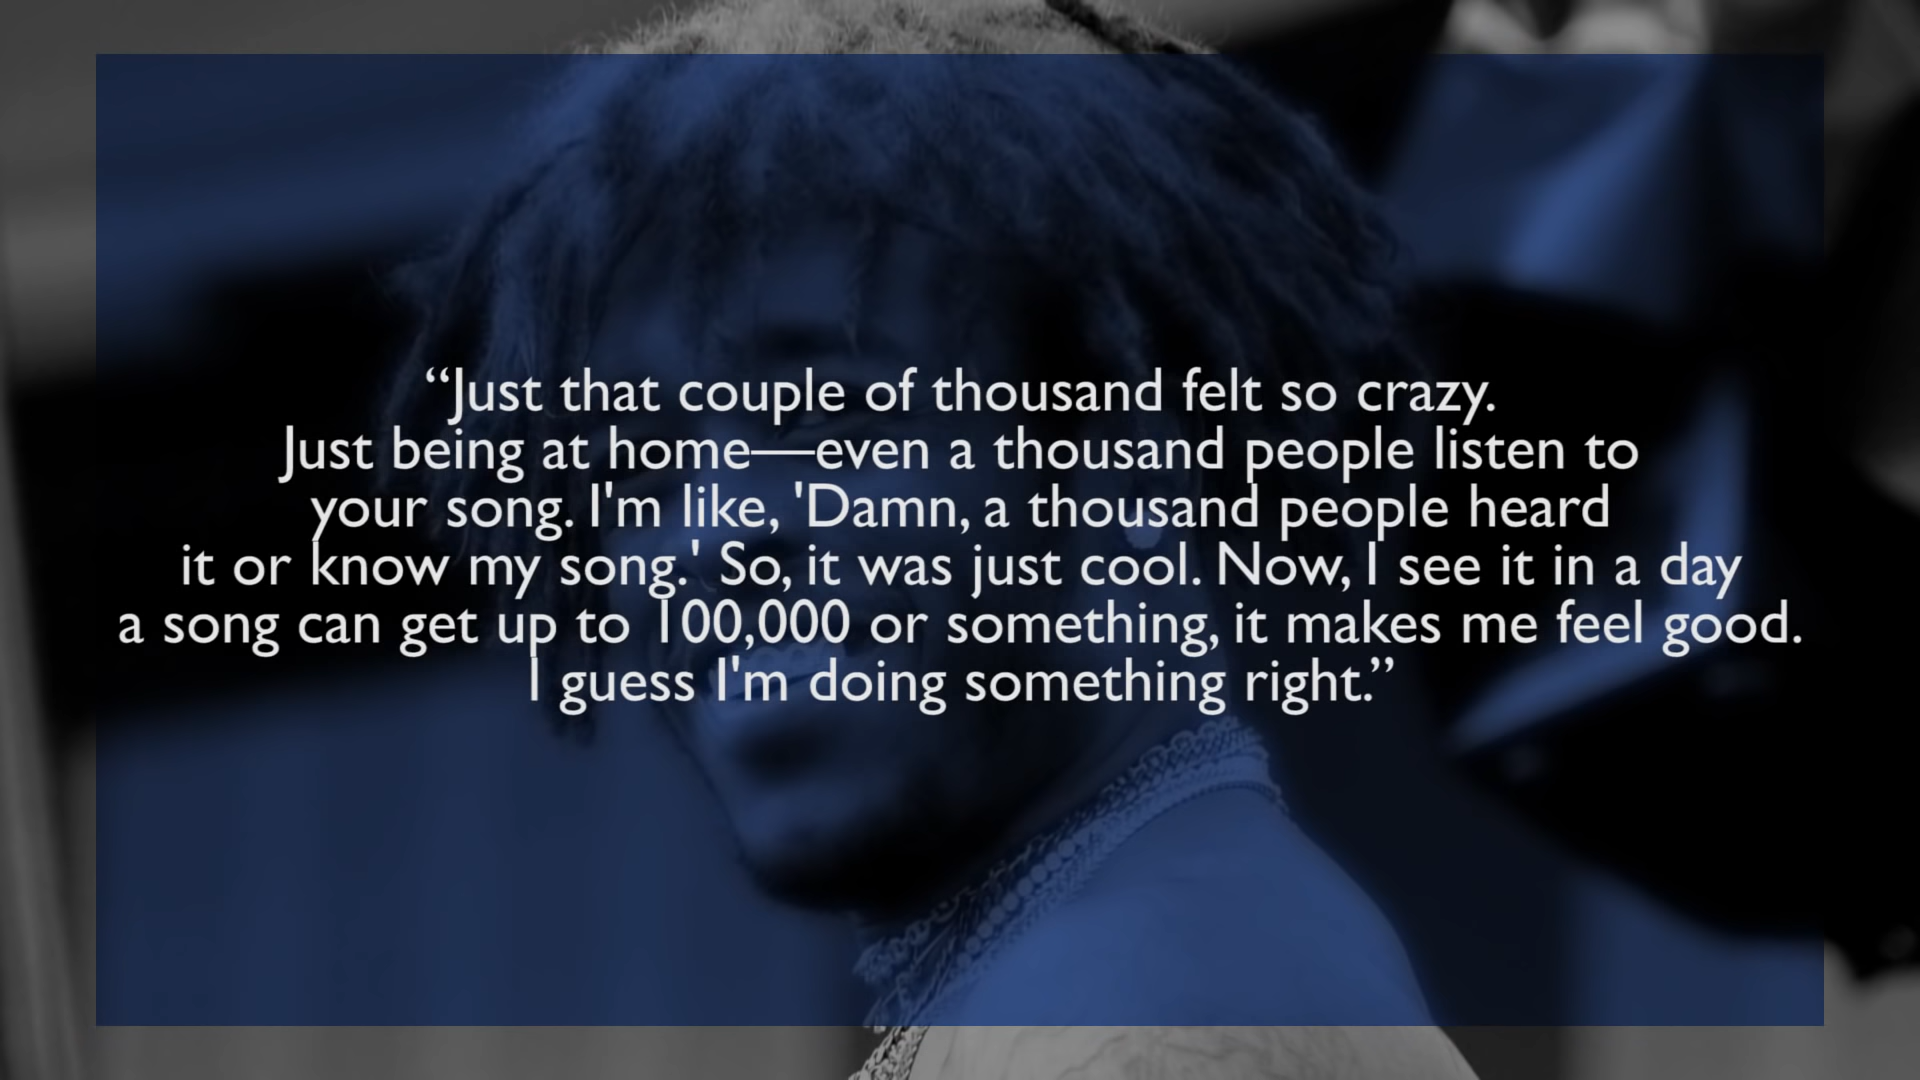 “Just that couple of thousand felt so crazy.
Just being at home—even a thousand people listen to
your song. I'm like, 'Damn, a thousand people heard
it or know my song.' So, it was just cool. Now, I see it in a day
a song can get up to 100,000 or something, it makes me feel good.
I guess I'm doing something right.”